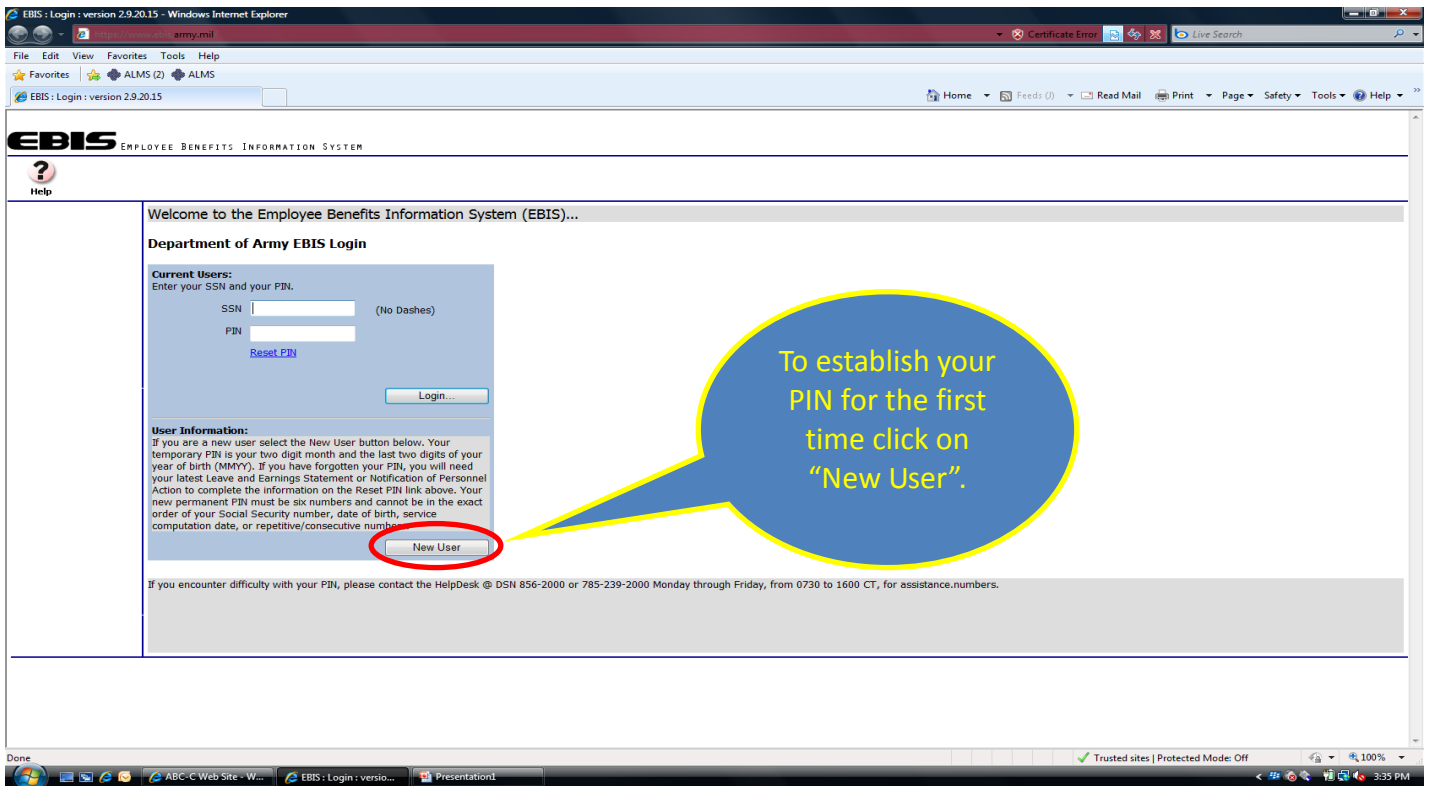 EBIS : Login : version 2.9.20.15 - Windows Internet Explorer
army.mil
Certificate Error
Live Search
File Edit View Favorites Tools Help
Favorites ALMS (2) ALMS
EBIS : Login : version 2.9.20.15
Home Feeds (J) Read Mail Print Page Safety Tools Help
EBIS EMPLOYEE BENEFITS INFORMATION SYSTEM
?
Help
Welcome to the Employee Benefits Information System (EBIS)...
Department of Army EBIS Login
Current Users:
Enter your SSN and your PIN.
SSN (No Dashes)
PIN
Reset PIN
Login...
User Information:
If you are a new user select the New User button below. Your
temporary PIN is your two digit month and the last two digits of your
year of birth (MMYY). If you have forgotten your PIN, you will need
your latest Leave and Earnings Statement or Notification of Personnel
Action to complete the information on the Reset PIN link above. Your
new permanent PIN must be six numbers and cannot be in the exact
order of your Social Security number, date of birth, service
computation date, or repetitive/consecutive
New User
To establish your
PIN for the first
time click on
“New User”.
If you encounter difficulty with your PIN, please contact the HelpDesk @ DSN 856-2000 or 785-239-2000 Monday through Friday, from 0730 to 1600 CT, for assistance.numbers.
Done
Trusted sites | Protected Mode: Off
100%
ABC-C Web Site - W...
EBIS : Login : versio...
Presentation1
3:35 PM